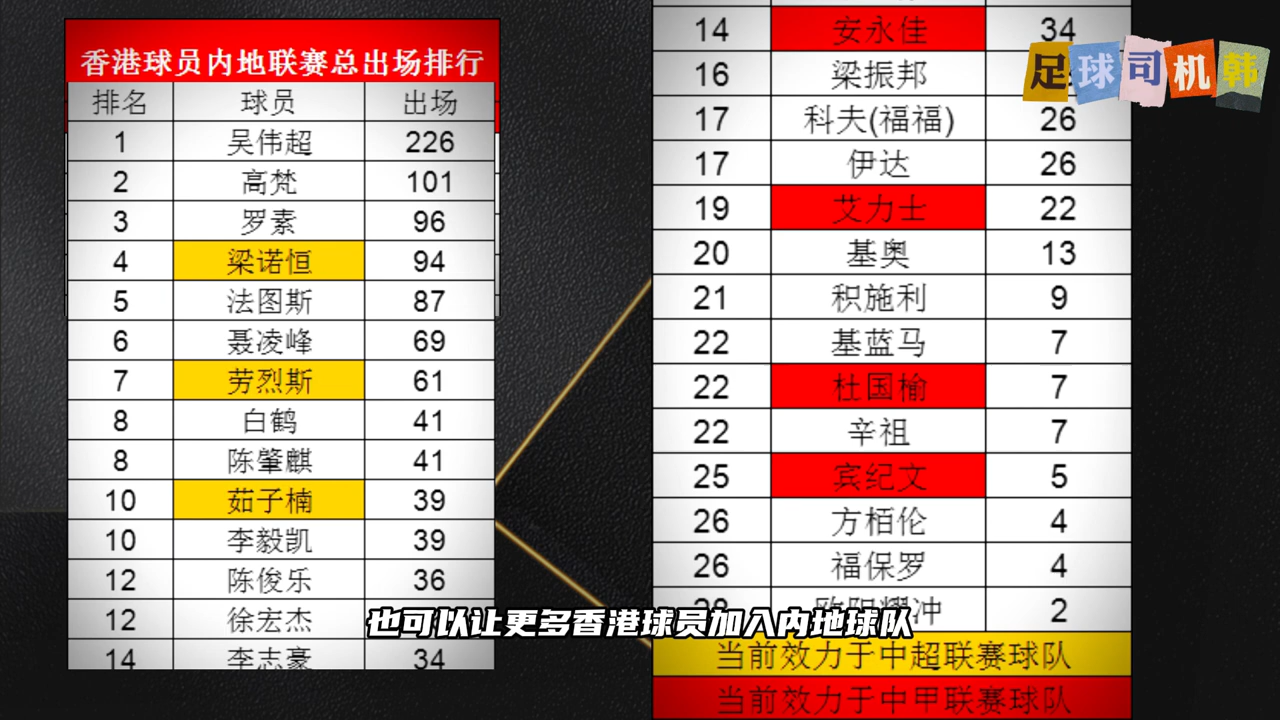 香港球员内地联赛总出场排行
排名 球员 出场
1 吴伟超 226
2 高梵 101
3 罗素 96
4 梁诺恒 94
5 法图斯 87
6 聂凌峰 69
7 劳烈斯 61
8 白鹤 41
8 陈肇麒 41
10 茹子楠 39
10 李毅凯 39
12 陈俊乐 36
12 徐宏杰
14 李志豪 34
14 安永佳 34
16 梁振邦
17 科夫(福福) 26
17 伊达 26
19 艾力士 22
20 基奥 13
21 积施利 9
22 基蓝马 7
22 杜国榆 7
22 辛祖 7
25 宾纪文 5
26 方栢伦 4
26 福保罗 4
28 欧阳耀冲 2
当前效力于中超联赛球队
当前效力于中甲联赛球队
足球司机韩
也可以让更多香港球员加入内地球队